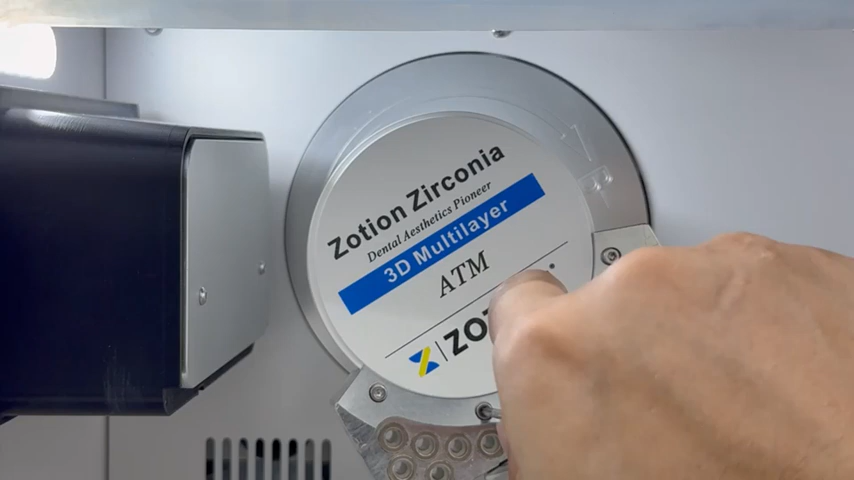 Zotion Zirconia
Dental Aesthetics Pioneer
3D Multilayer
ATM